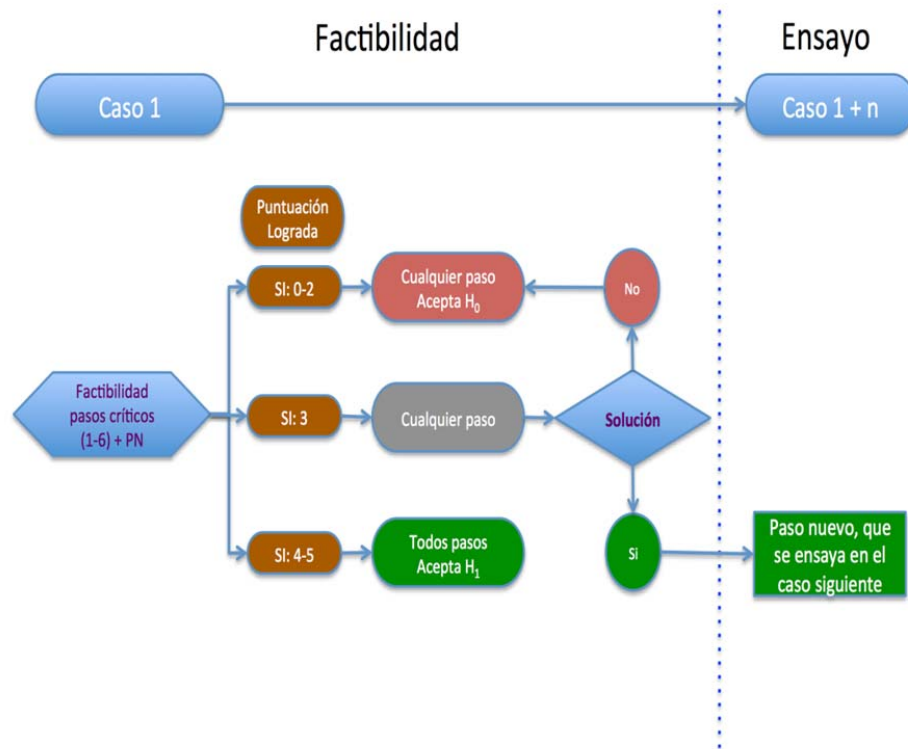 Factibilidad
Ensayo
Caso 1
Caso 1 + n
Puntuación
Lograda
SI: 0-2
Cualquier paso
Acepta H₀
No
Factibilidad
pasos críticos
(1-6) + PN
SI: 3
Cualquier paso
Solución
SI: 4-5
Todos pasos
Acepta H₁
Si
Paso nuevo, que
se ensaya en el
caso siguiente